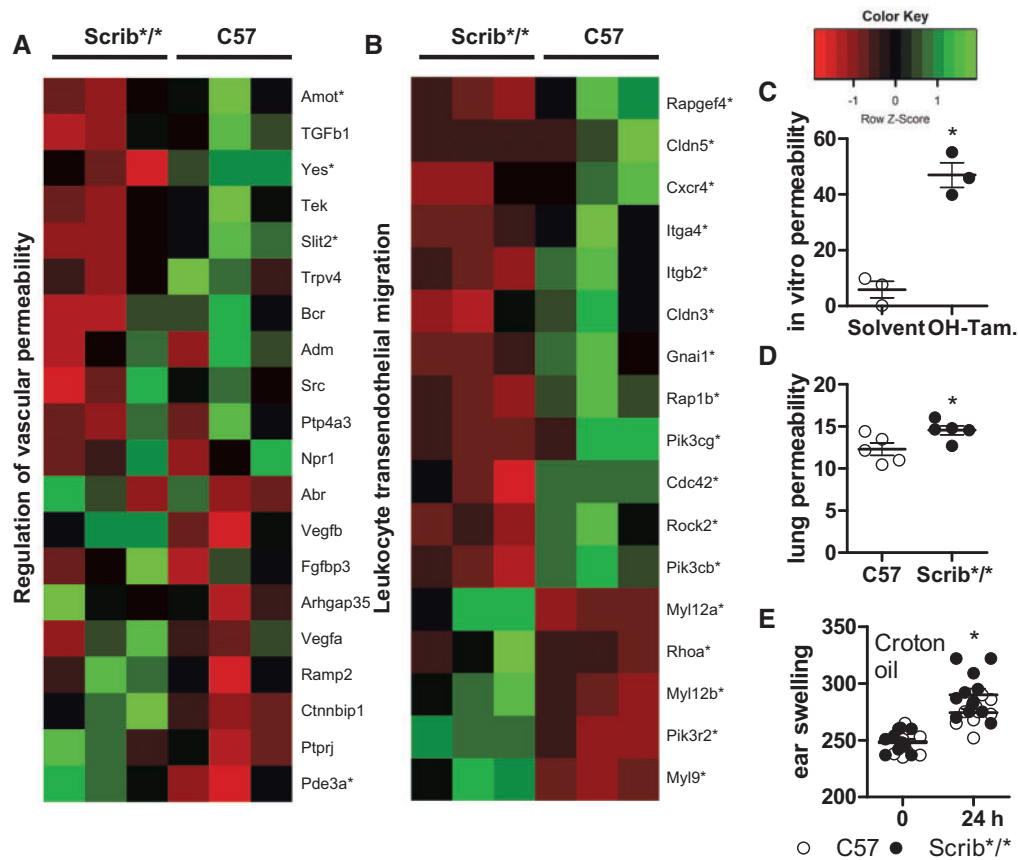 A
Scrib*/*
C57
Regulation of vascular permeability
Amot*
TGFb1
Yes*
Tek
Slit2*
Trpv4
Bcr
Adm
Src
Ptp4a3
Npr1
Abr
Vegfb
Fgfbp3
Arhgap35
Vegfa
Ramp2
Ctnnbip1
Ptprj
Pde3a*
B
Scrib*/*
C57
Leukocyte transendothelial migration
Rapgef4*
Cldn5*
Cxcr4*
Itga4*
Itgb2*
Cldn3*
Gnai1*
Rap1b*
Pik3cg*
Cdc42*
Rock2*
Pik3cb*
Myl12a*
Rhoa*
Myl12b*
Pik3r2*
Myl9*
Color Key
-1 0 1
Row Z-Score
C
in vitro permeability
60
40
20
0
*
Solvent OH-Tam.
D
lung permeability
20
15
10
5
0
*
C57 Scrib*/*
E
ear swelling
350
300
250
200
Croton
oil
*
0 24 h
C57 Scrib*/*